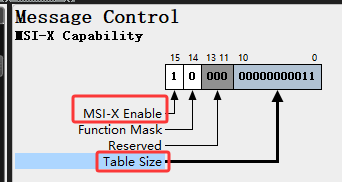 Message Control
MSI-X Capability
15 14 13 11 10 0
1 0 000 00000000011
MSI-X Enable
Function Mask
Reserved
Table Size